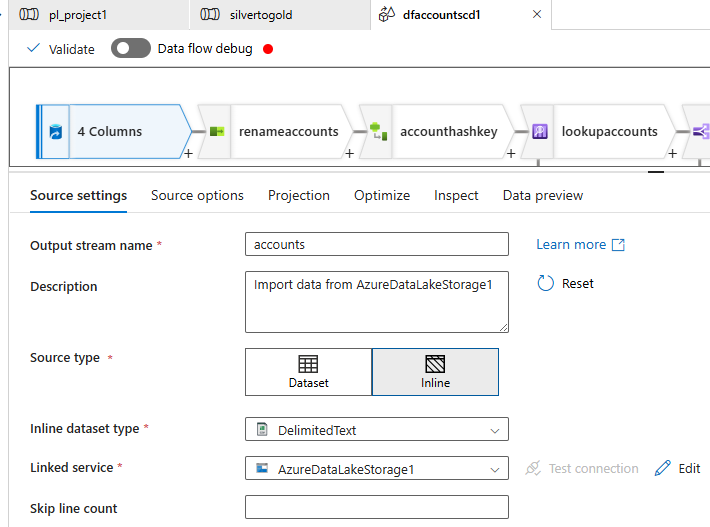 pl_project1 silvertogold dfaccountscd1
Validate Data flow debug
4 Columns renameaccounts accounthashkey lookupaccounts
+ + + +
Source settings Source options Projection Optimize Inspect Data preview
Output stream name * accounts Learn more
Description Import data from AzureDataLakeStorage1 Reset
Source type *
Dataset Inline
Inline dataset type * DelimitedText
Linked service * AzureDataLakeStorage1 Test connection Edit
Skip line count